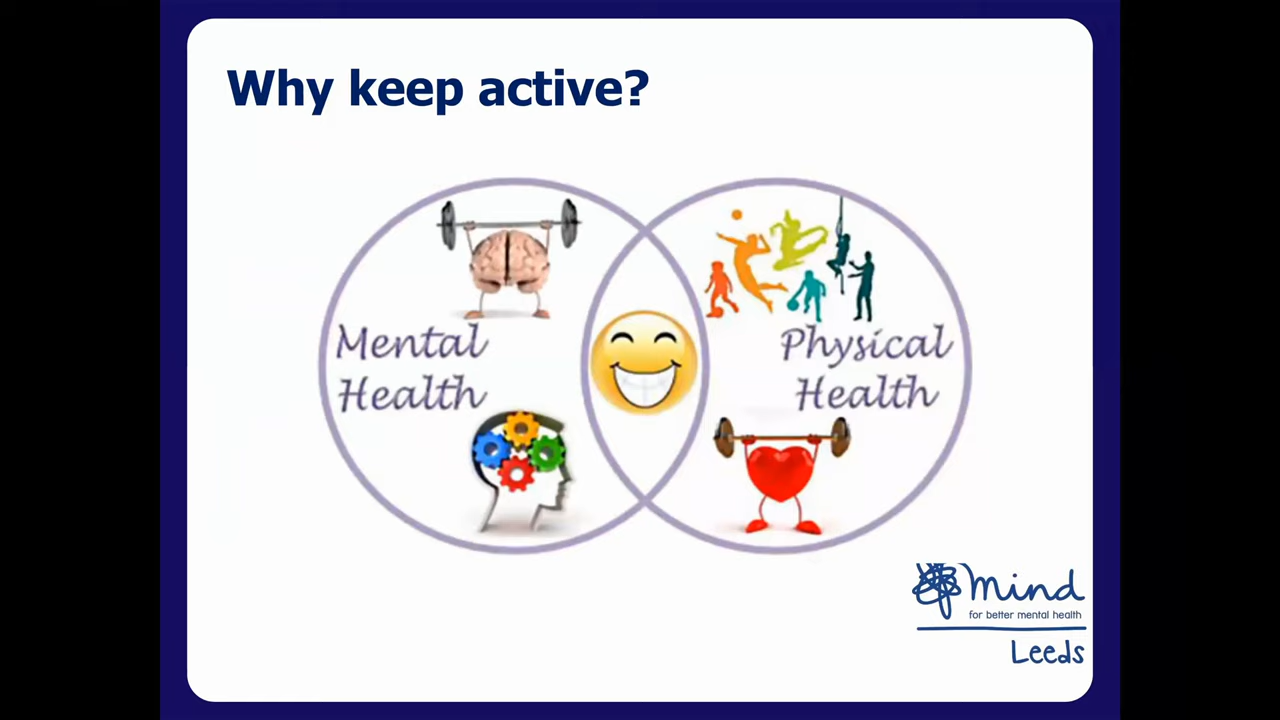 Why keep active?
Mental
Health
Physical
Health
mind
for better mental health
Leeds